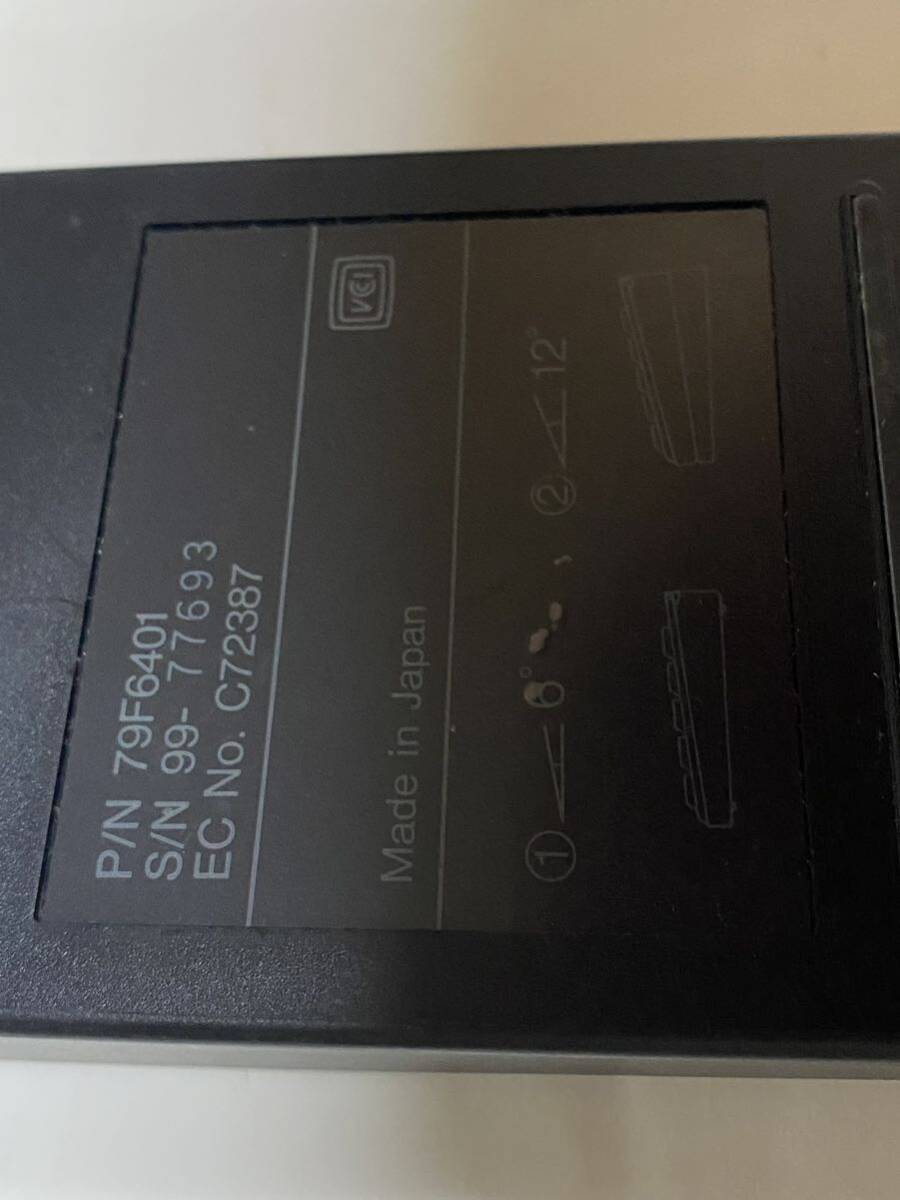 P/N 79F6401
S/N 99-77693
EC No. C72387
VCI
Made in Japan
① 6° ② 12°